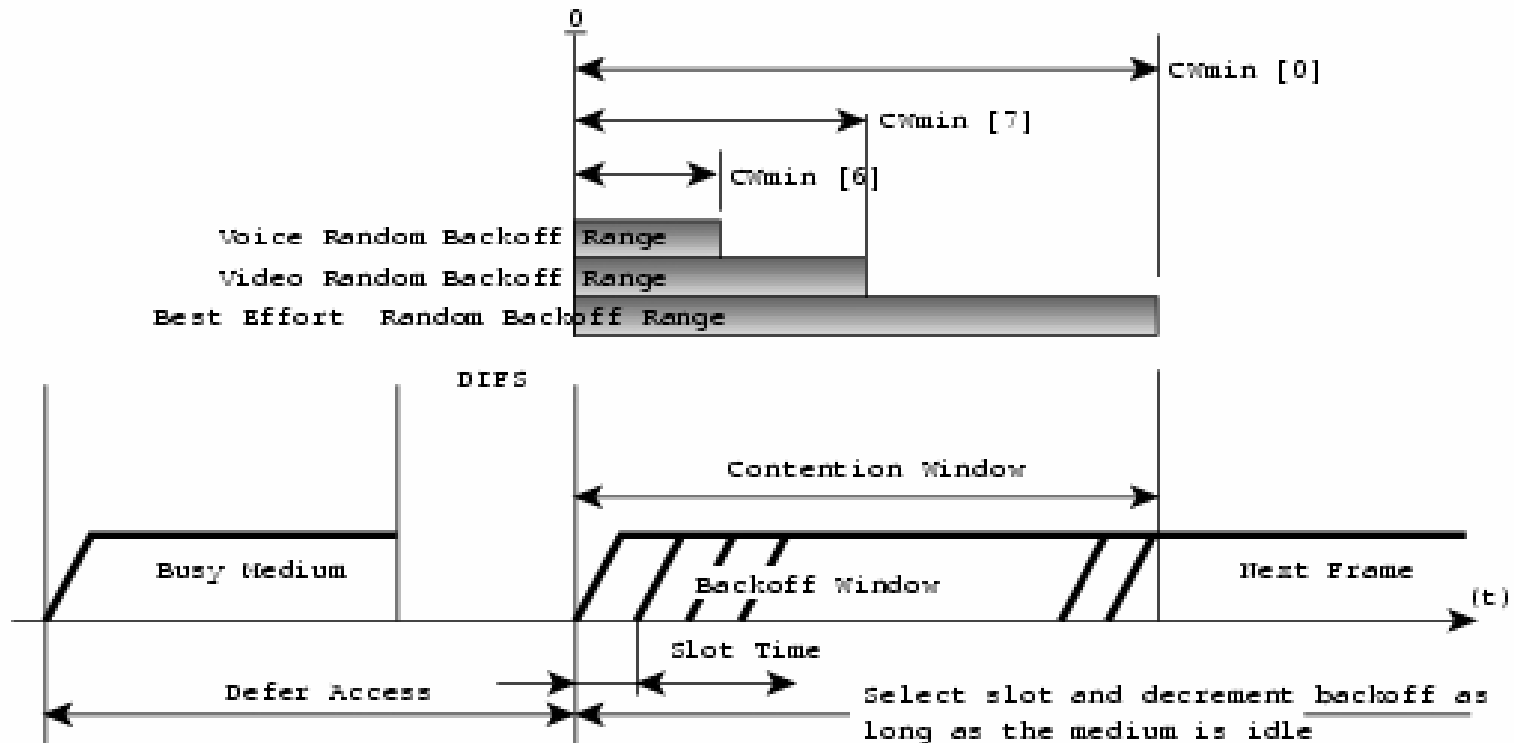 0
CWmin [0]
CWmin [7]
CWmin [6]
Voice Random Backoff Range
Video Random Backoff Range
Best Effort Random Backoff Range
DIFS
Contention Window
Busy Medium
Backoff Window
Next Frame
(t)
Slot Time
Defer Access
Select slot and decrement backoff as
long as the medium is idle